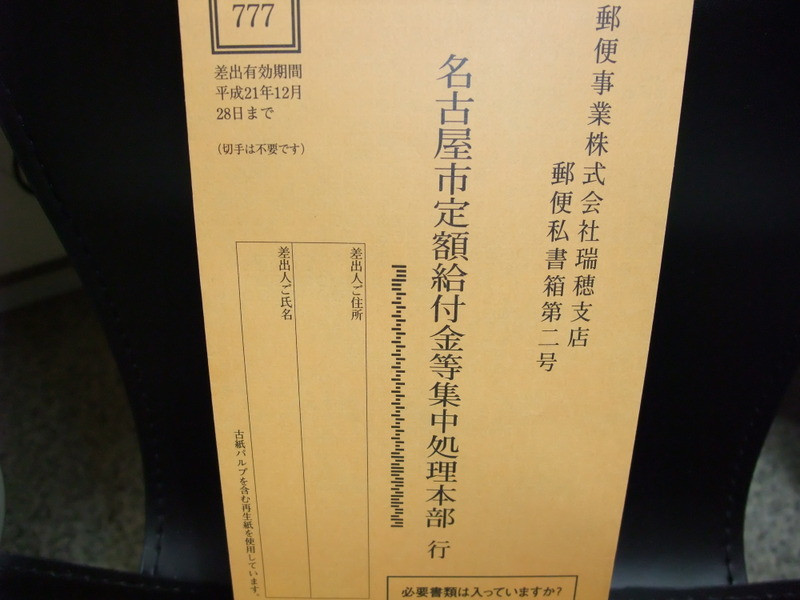 郵便事業株式会社瑞穂支店
郵便私書箱第二号
名古屋市定額給付金等集中処理本部 行
777
差出有効期間
平成21年12月
28日まで
(切手は不要です)
差出人ご住所
差出人ご氏名
古紙パルプを含む再生紙を使用しています。
必要書類は入っていますか?